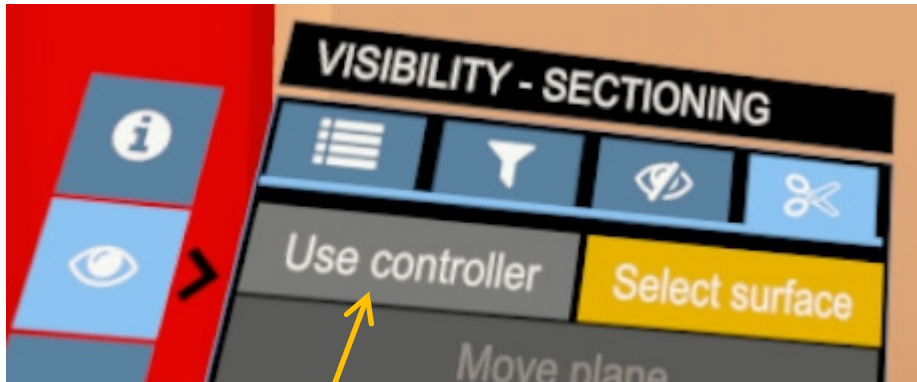 VISIBILITY - SECTIONING
Use controller
Select surface
Move plane